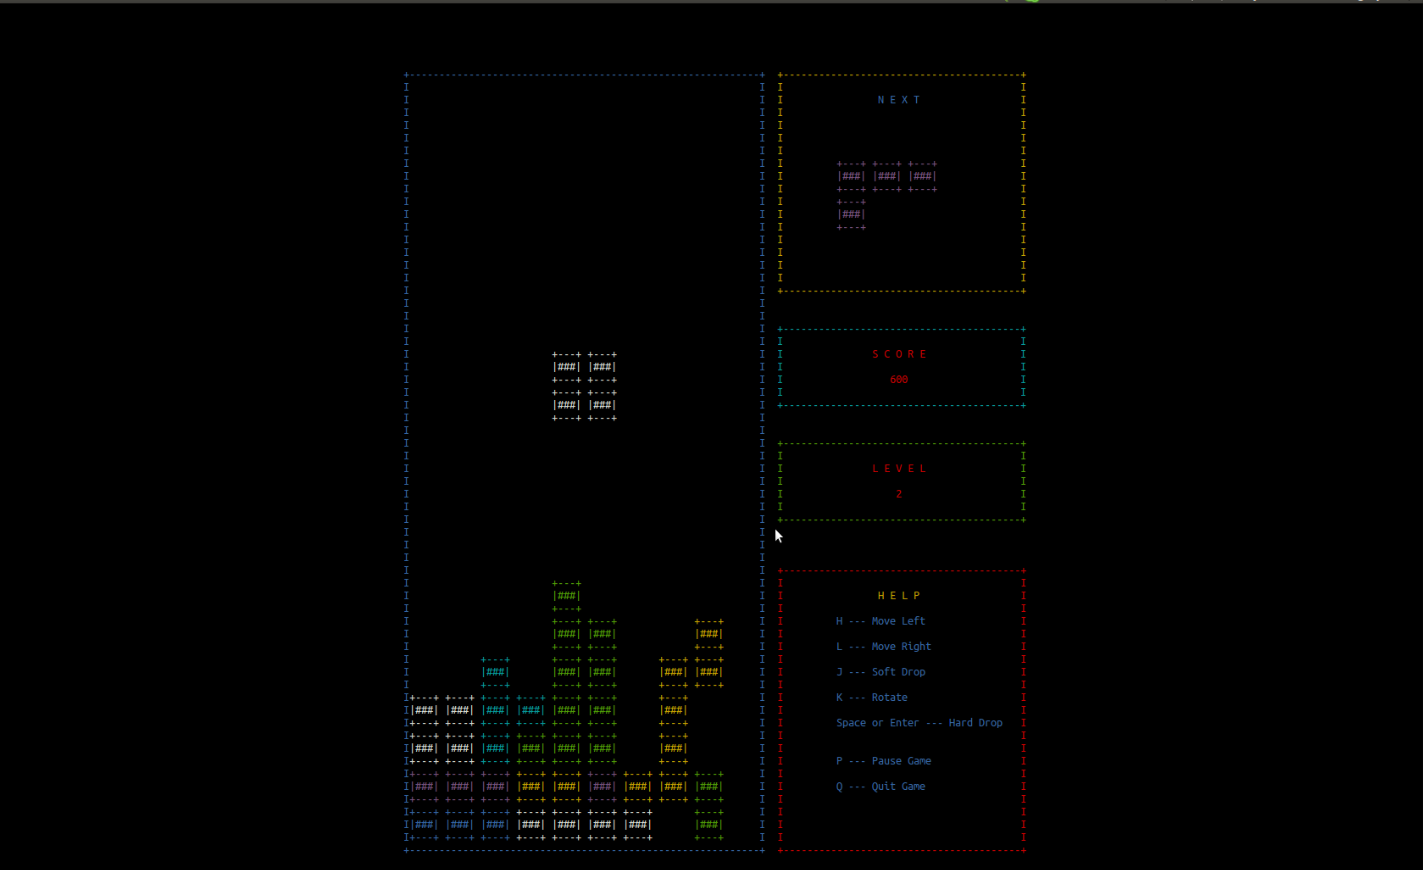 N E X T
S C O R E
600
L E V E L
2
H E L P
H --- Move Left
L --- Move Right
J --- Soft Drop
K --- Rotate
Space or Enter --- Hard Drop
P --- Pause Game
Q --- Quit Game